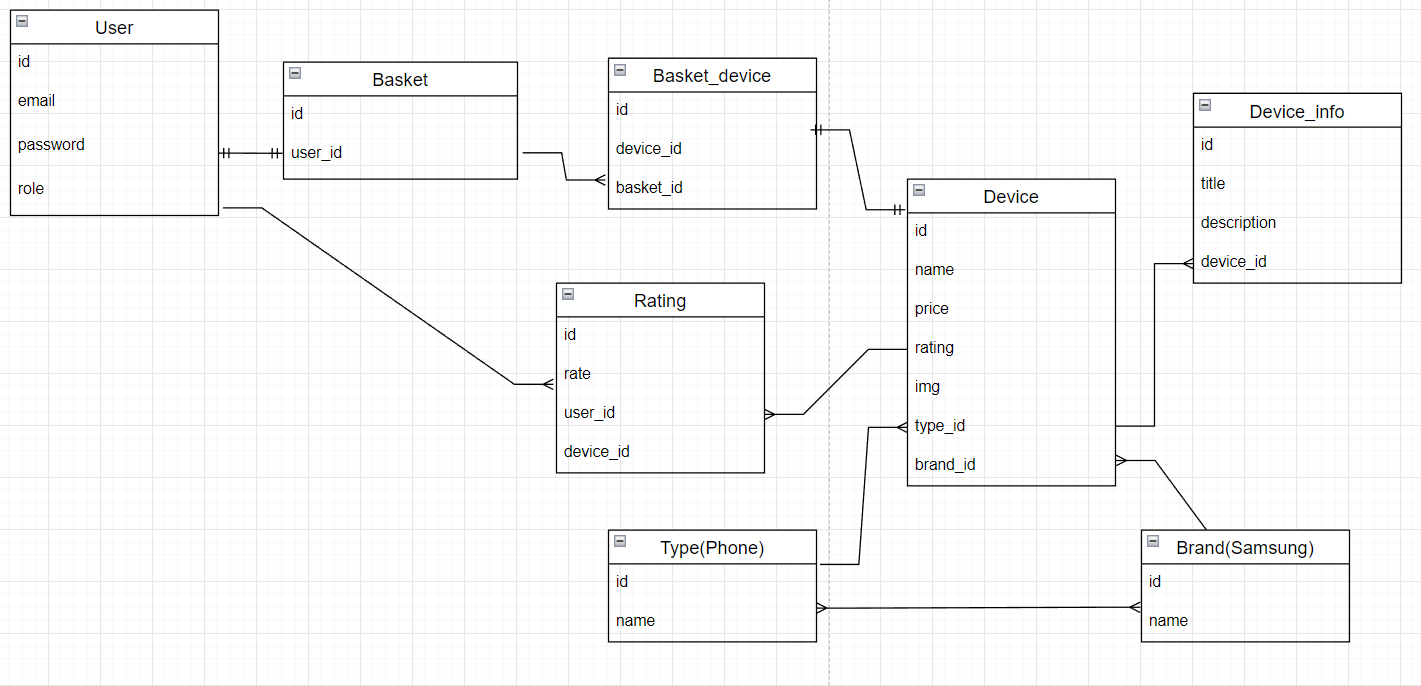 User
id
email
password
role
Basket
id
user_id
Basket_device
id
device_id
basket_id
Device_info
id
title
description
device_id
Device
id
name
price
rating
img
type_id
brand_id
Rating
id
rate
user_id
device_id
Type(Phone)
id
name
Brand(Samsung)
id
name